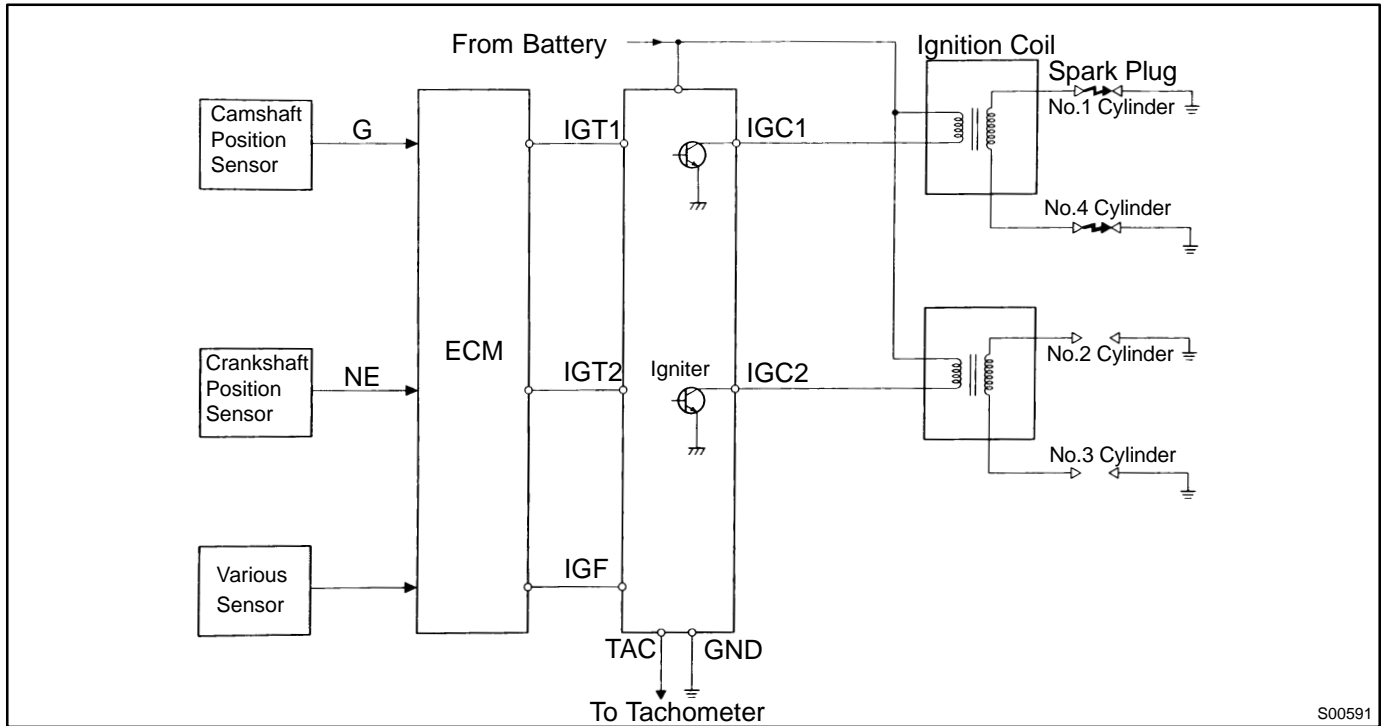 From Battery
Ignition Coil
Spark Plug
No.1 Cylinder
Camshaft
Position
Sensor
G
IGT1
IGC1
No.4 Cylinder
Crankshaft
Position
Sensor
NE
ECM
IGT2
Igniter
IGC2
No.2 Cylinder
No.3 Cylinder
Various
Sensor
IGF
TAC
GND
To Tachometer
S00591